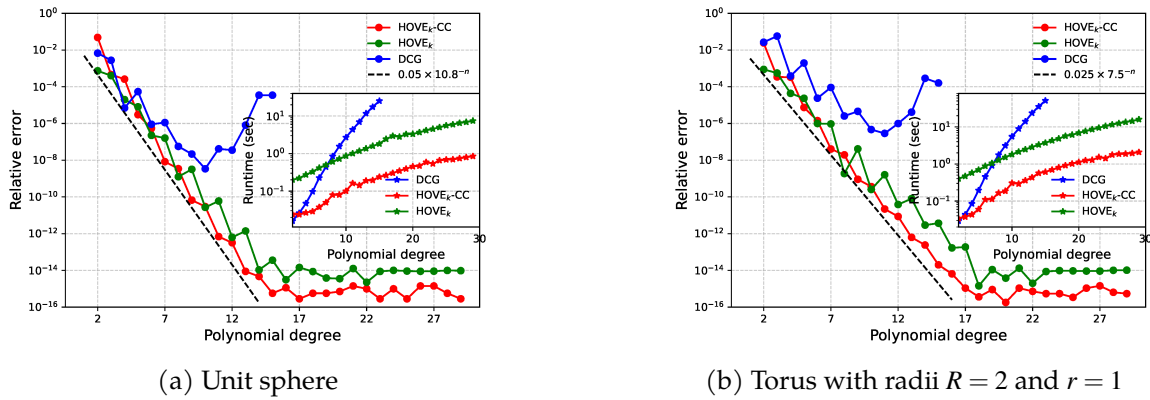 10^0
10^−2
10^−4
10^−6
10^−8
10^−10
10^−12
10^−14
10^−16
Relative error
2 7 12 17 22 27
Polynomial degree
HOVE_k-CC
HOVE_k
DCG
0.05 × 10.8^−n
10^1
10^0
10^−1
Runtime (sec)
10 20 30
Polynomial degree
DCG
HOVE_k-CC
HOVE_k
(a) Unit sphere
10^0
10^−2
10^−4
10^−6
10^−8
10^−10
10^−12
10^−14
10^−16
Relative error
2 7 12 17 22 27
Polynomial degree
HOVE_k-CC
HOVE_k
DCG
0.025 × 7.5^−n
10^1
10^0
10^−1
Runtime (sec)
10 20 30
Polynomial degree
DCG
HOVE_k-CC
HOVE_k
(b) Torus with radii R = 2 and r = 1